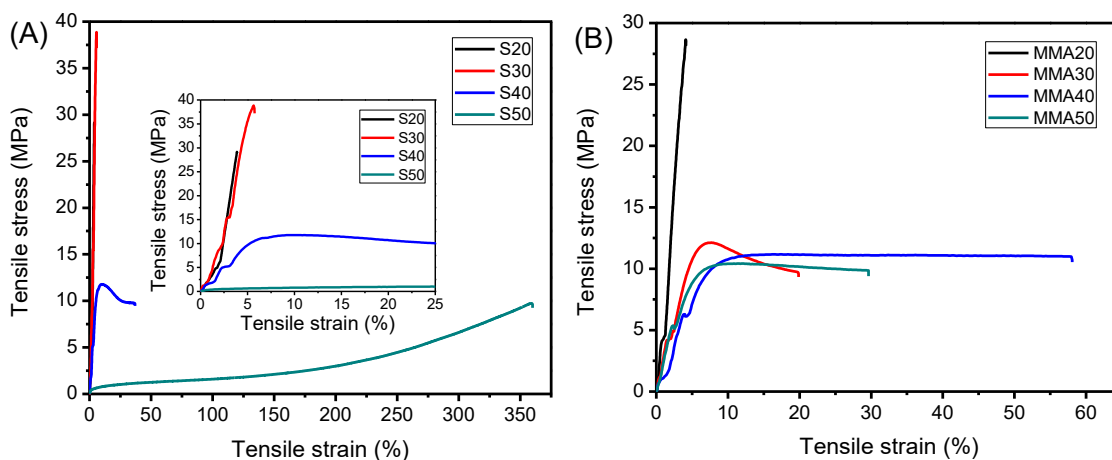 (A)
Tensile stress (MPa)
40
35
30
25
20
15
10
5
0
0 50 100 150 200 250 300 350
Tensile strain (%)
S20
S30
S40
S50
Tensile stress (MPa)
40
35
30
25
20
15
10
5
0
0 5 10 15 20 25
Tensile strain (%)
S20
S30
S40
S50
(B)
Tensile stress (MPa)
30
25
20
15
10
5
0
0 10 20 30 40 50 60
Tensile strain (%)
MMA20
MMA30
MMA40
MMA50